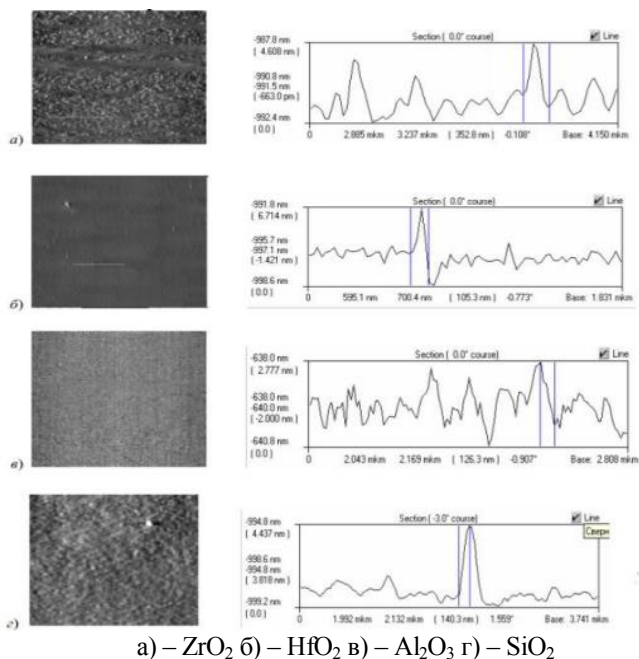 Section ( 0.0° course)
Line
-987.8 nm
( 4.608 nm )
-990.8 nm
-991.5 nm
( -663.0 pm )
-992.4 nm
( 0.0 )
0 2.885 mkm 3.237 mkm ( 352.8 nm ) -0.108° Base: 4.150 mkm
а)
Section ( 0.0° course)
Line
-991.8 nm
( 6.714 nm )
-995.7 nm
-997.1 nm
( -1.421 nm )
-998.6 nm
( 0.0 )
0 595.1 nm 700.4 nm ( 105.3 nm ) -0.773° Base: 1.831 mkm
б)
Section ( 0.0° course)
Line
-638.0 nm
( 2.777 nm )
-638.0 nm
-640.0 nm
( -2.000 nm )
-640.8 nm
( 0.0 )
0 2.043 mkm 2.169 mkm ( 126.3 nm ) -0.907° Base: 2.808 mkm
в)
Section ( -3.0° course)
Line
Сверн
-994.8 nm
( 4.437 nm )
-998.6 nm
-994.8 nm
( 3.818 nm )
-999.2 nm
( 0.0 )
0 1.992 mkm 2.132 mkm ( 140.3 nm ) 1.559° Base: 3.741 mkm
г)
а) – ZrO₂ б) – HfO₂ в) – Al₂O₃ г) – SiO₂